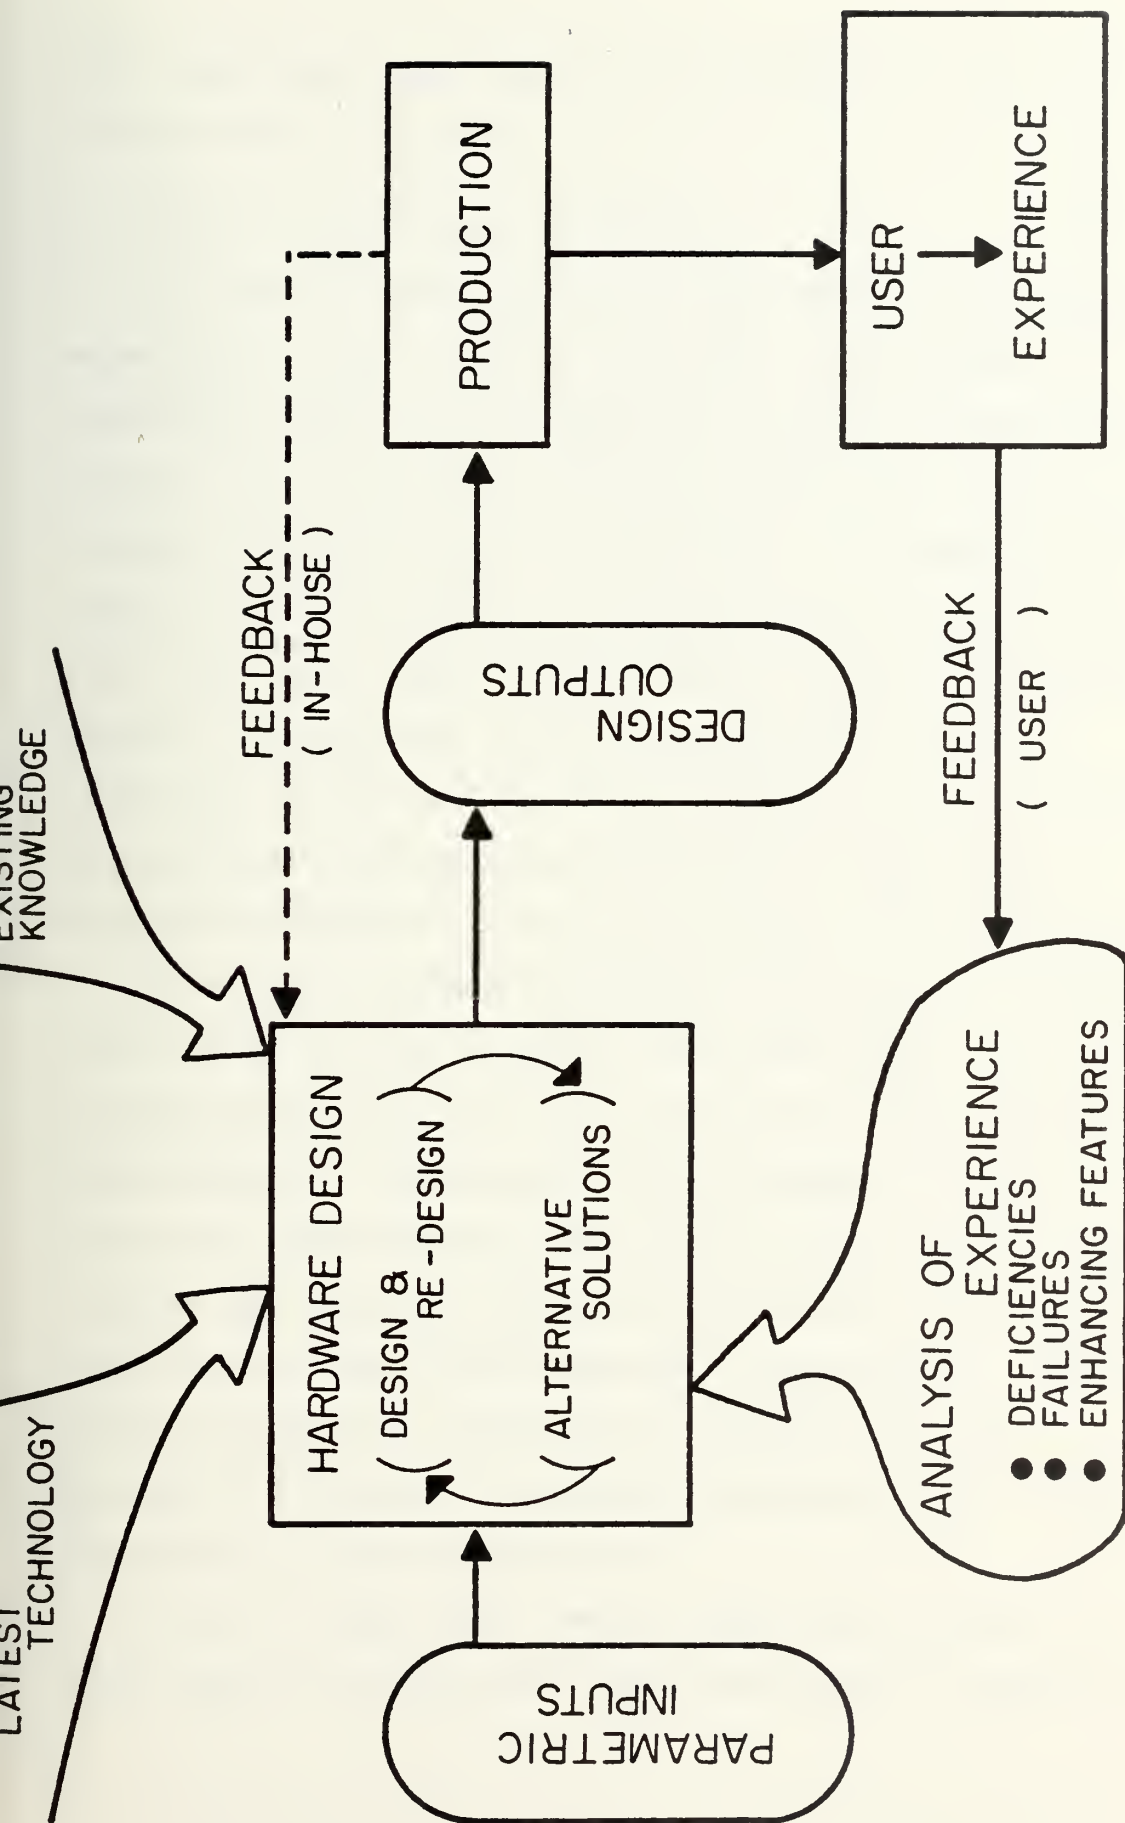 LATEST
TECHNOLOGY
EXISTING
KNOWLEDGE
FEEDBACK
( IN-HOUSE )
PARAMETRIC
INPUTS
HARDWARE DESIGN
( DESIGN &
RE-DESIGN )
( ALTERNATIVE
SOLUTIONS )
DESIGN
OUTPUTS
PRODUCTION
USER
EXPERIENCE
FEEDBACK
( USER )
ANALYSIS OF
EXPERIENCE
● DEFICIENCIES
● FAILURES
● ENHANCING FEATURES